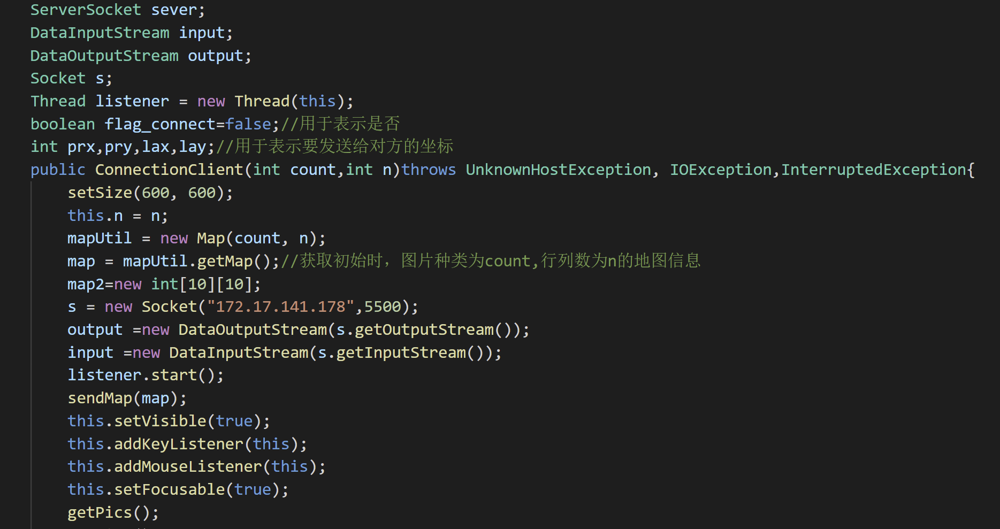 ServerSocket sever;
DataInputStream input;
DataOutputStream output;
Socket s;
Thread listener = new Thread(this);
boolean flag_connect=false;//用于表示是否
int prx,pry,lax,lay;//用于表示要发送给对方的坐标
public ConnectionClient(int count,int n)throws UnknownHostException, IOException,InterruptedException{
    setSize(600, 600);
    this.n = n;
    mapUtil = new Map(count, n);
    map = mapUtil.getMap();//获取初始时，图片种类为count,行列数为n的地图信息
    map2=new int[10][10];
    s = new Socket("172.17.141.178",5500);
    output =new DataOutputStream(s.getOutputStream());
    input =new DataInputStream(s.getInputStream());
    listener.start();
    sendMap(map);
    this.setVisible(true);
    this.addKeyListener(this);
    this.addMouseListener(this);
    this.setFocusable(true);
    getPics();